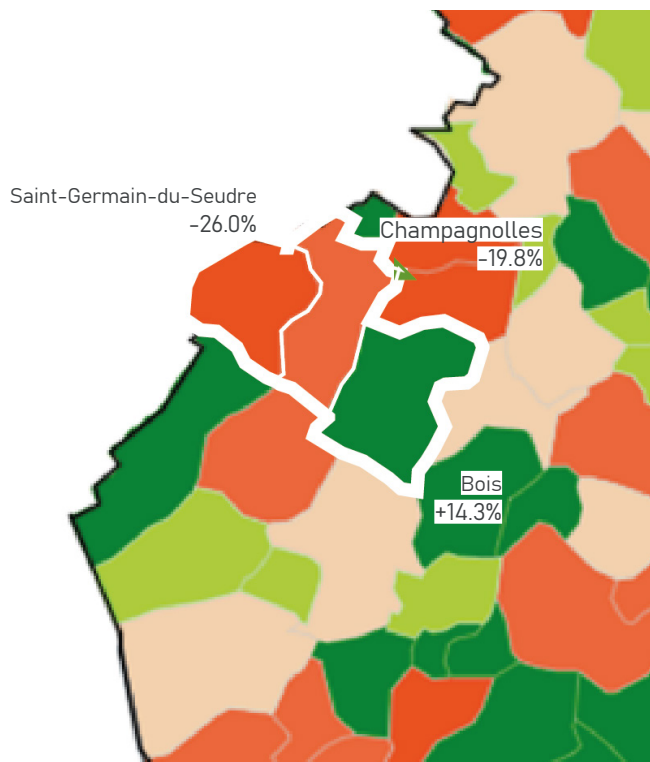 Saint-Germain-du-Seudre
-26.0%
Champagnolles
-19.8%
Bois
+14.3%